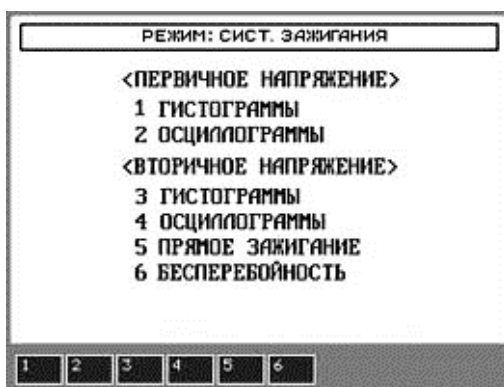 РЕЖИМ: СИСТ. ЗАЖИГАНИЯ
<ПЕРВИЧНОЕ НАПРЯЖЕНИЕ>
1 ГИСТОГРАММЫ
2 ОСЦИЛЛОГРАММЫ
<ВТОРИЧНОЕ НАПРЯЖЕНИЕ>
3 ГИСТОГРАММЫ
4 ОСЦИЛЛОГРАММЫ
5 ПРЯМОЕ ЗАЖИГАНИЕ
6 БЕСПЕРЕБОЙНОСТЬ
1 2 3 4 5 6